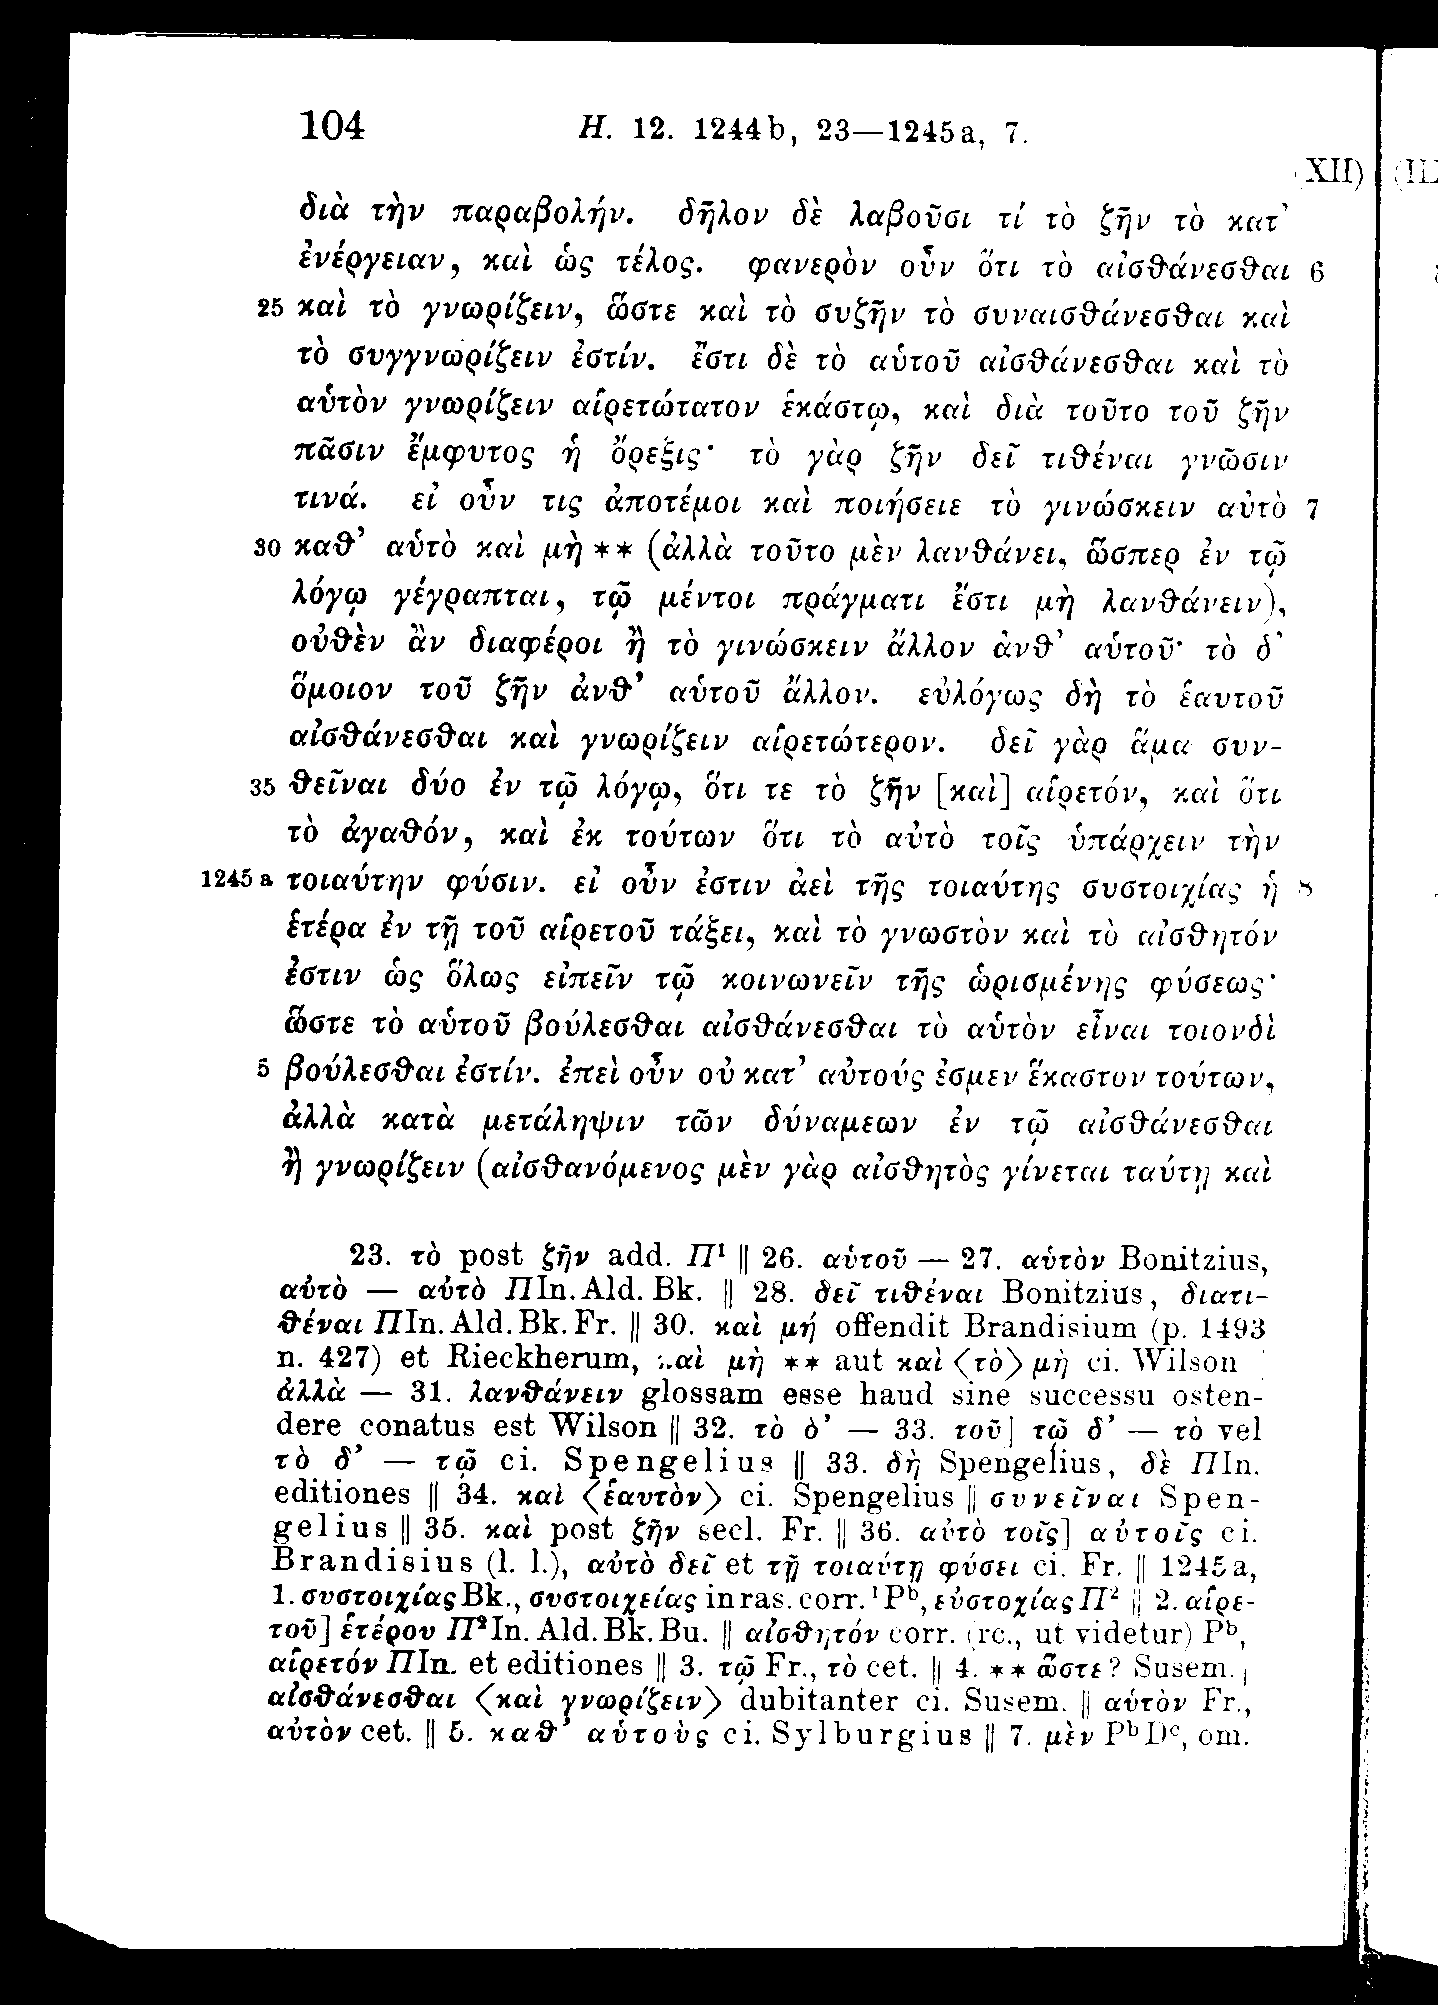 104 H. 12. 1244b, 23—1245a, 7.
(XII)
διὰ τὴν παραβολήν. δῆλον δὲ λαβοῦσι τί τὸ ζῆν τὸ κατ’
ἐνέργειαν, καὶ ὡς τέλος. φανερὸν οὖν ὅτι τὸ αἰσθάνεσθαι 6
25 καὶ τὸ γνωρίζειν, ὥστε καὶ τὸ συζῆν τὸ συναισθάνεσθαι καὶ
τὸ συγγνωρίζειν ἐστίν. ἔστι δὲ τὸ αὑτοῦ αἰσθάνεσθαι καὶ τὸ
αὑτὸν γνωρίζειν αἱρετώτατον ἑκάστῳ, καὶ διὰ τοῦτο τοῦ ζῆν
πᾶσιν ἔμφυτος ἡ ὄρεξις· τὸ γὰρ ζῆν δεῖ τιθέναι γνῶσιν
τινά. εἰ οὖν τις ἀποτέμοι καὶ ποιήσειε τὸ γινώσκειν αὐτὸ 7
30 καθ’ αὑτὸ καὶ μὴ ** (ἀλλὰ τοῦτο μὲν λανθάνει, ὥσπερ ἐν τῷ
λόγῳ γέγραπται, τῷ μέντοι πράγματι ἔστι μὴ λανθάνειν),
οὐθὲν ἂν διαφέροι ἢ τὸ γινώσκειν ἄλλον ἀνθ’ αὑτοῦ· τὸ δ’
ὅμοιον τοῦ ζῆν ἀνθ’ αὑτοῦ ἄλλον. εὐλόγως δὴ τὸ ἑαυτοῦ
αἰσθάνεσθαι καὶ γνωρίζειν αἱρετώτερον. δεῖ γὰρ ἅμα συν-
35 θεῖναι δύο ἐν τῷ λόγῳ, ὅτι τε τὸ ζῆν [καὶ] αἱρετόν, καὶ ὅτι
τὸ ἀγαθόν, καὶ ἐκ τούτων ὅτι τὸ αὐτὸ τοῖς ὑπάρχειν τὴν
1245 a τοιαύτην φύσιν. εἰ οὖν ἐστιν ἀεὶ τῆς τοιαύτης συστοιχίας ἡ 8
ἑτέρα ἐν τῇ τοῦ αἱρετοῦ τάξει, καὶ τὸ γνωστὸν καὶ τὸ αἰσθητόν
ἐστιν ὡς ὅλως εἰπεῖν τῷ κοινωνεῖν τῆς ὡρισμένης φύσεως·
ὥστε τὸ αὑτοῦ βούλεσθαι αἰσθάνεσθαι τὸ αὑτὸν εἶναι τοιονδὶ
5 βούλεσθαι ἐστίν. ἐπεὶ οὖν οὐ κατ’ αὐτούς ἐσμεν ἕκαστον τούτων,
ἀλλὰ κατὰ μετάληψιν τῶν δύναμεων ἐν τῷ αἰσθάνεσθαι
ἢ γνωρίζειν (αἰσθανόμενος μὲν γὰρ αἰσθητὸς γίνεται ταύτῃ καὶ
23. τὸ post ζῆν add. Π¹ || 26. αὑτοῦ — 27. αὑτὸν Bonitzius,
αὐτὸ — αὐτὸ ΠIn. Ald. Bk. || 28. δεῖ τιθέναι Bonitzius, διατι-
θέναι ΠIn. Ald. Bk. Fr. || 30. καὶ μή offendit Brandisium (p. 1493
n. 427) et Rieckherum, καὶ μὴ ** aut καὶ ⟨τὸ⟩ μὴ ci. Wilson
ἀλλὰ — 31. λανθάνειν glossam esse haud sine successu osten-
dere conatus est Wilson || 32. τὸ δ’ — 33. τοῦ] τῷ δ’ — τὸ vel
τὸ δ’ — τῷ ci. Spengelius || 33. δὴ Spengelius, δὲ ΠIn.
editiones || 34. καὶ ⟨ἑαυτὸν⟩ ci. Spengelius || συνεῖναι Spen-
gelius || 35. καὶ post ζῆν secl. Fr. || 36. αὐτὸ τοῖς] αὐτοῖς ci.
Brandisius (l. l.), αὐτὸ δεῖ et τῇ τοιαύτῃ φύσει ci. Fr. || 1245a,
1. συστοιχίας Bk., συστοιχείας in ras. corr.¹ Pᵇ, εὐστοχίας Π² || 2. αἱρε-
τοῦ] ἑτέρου Π²In. Ald. Bk. Bu. || αἰσθητόν corr. (rc., ut videtur) Pᵇ,
αἱρετόν ΠIn. et editiones || 3. τῷ Fr., τὸ cet. || 4. ** ὥστε? Susem. |
αἰσθάνεσθαι ⟨καὶ γνωρίζειν⟩ dubitanter ci. Susem. || αὑτὸν Fr.,
αὐτὸν cet. || 5. καθ’ αὑτοὺς ci. Sylburgius || 7. μὲν Pᵇ Dᶜ, om.